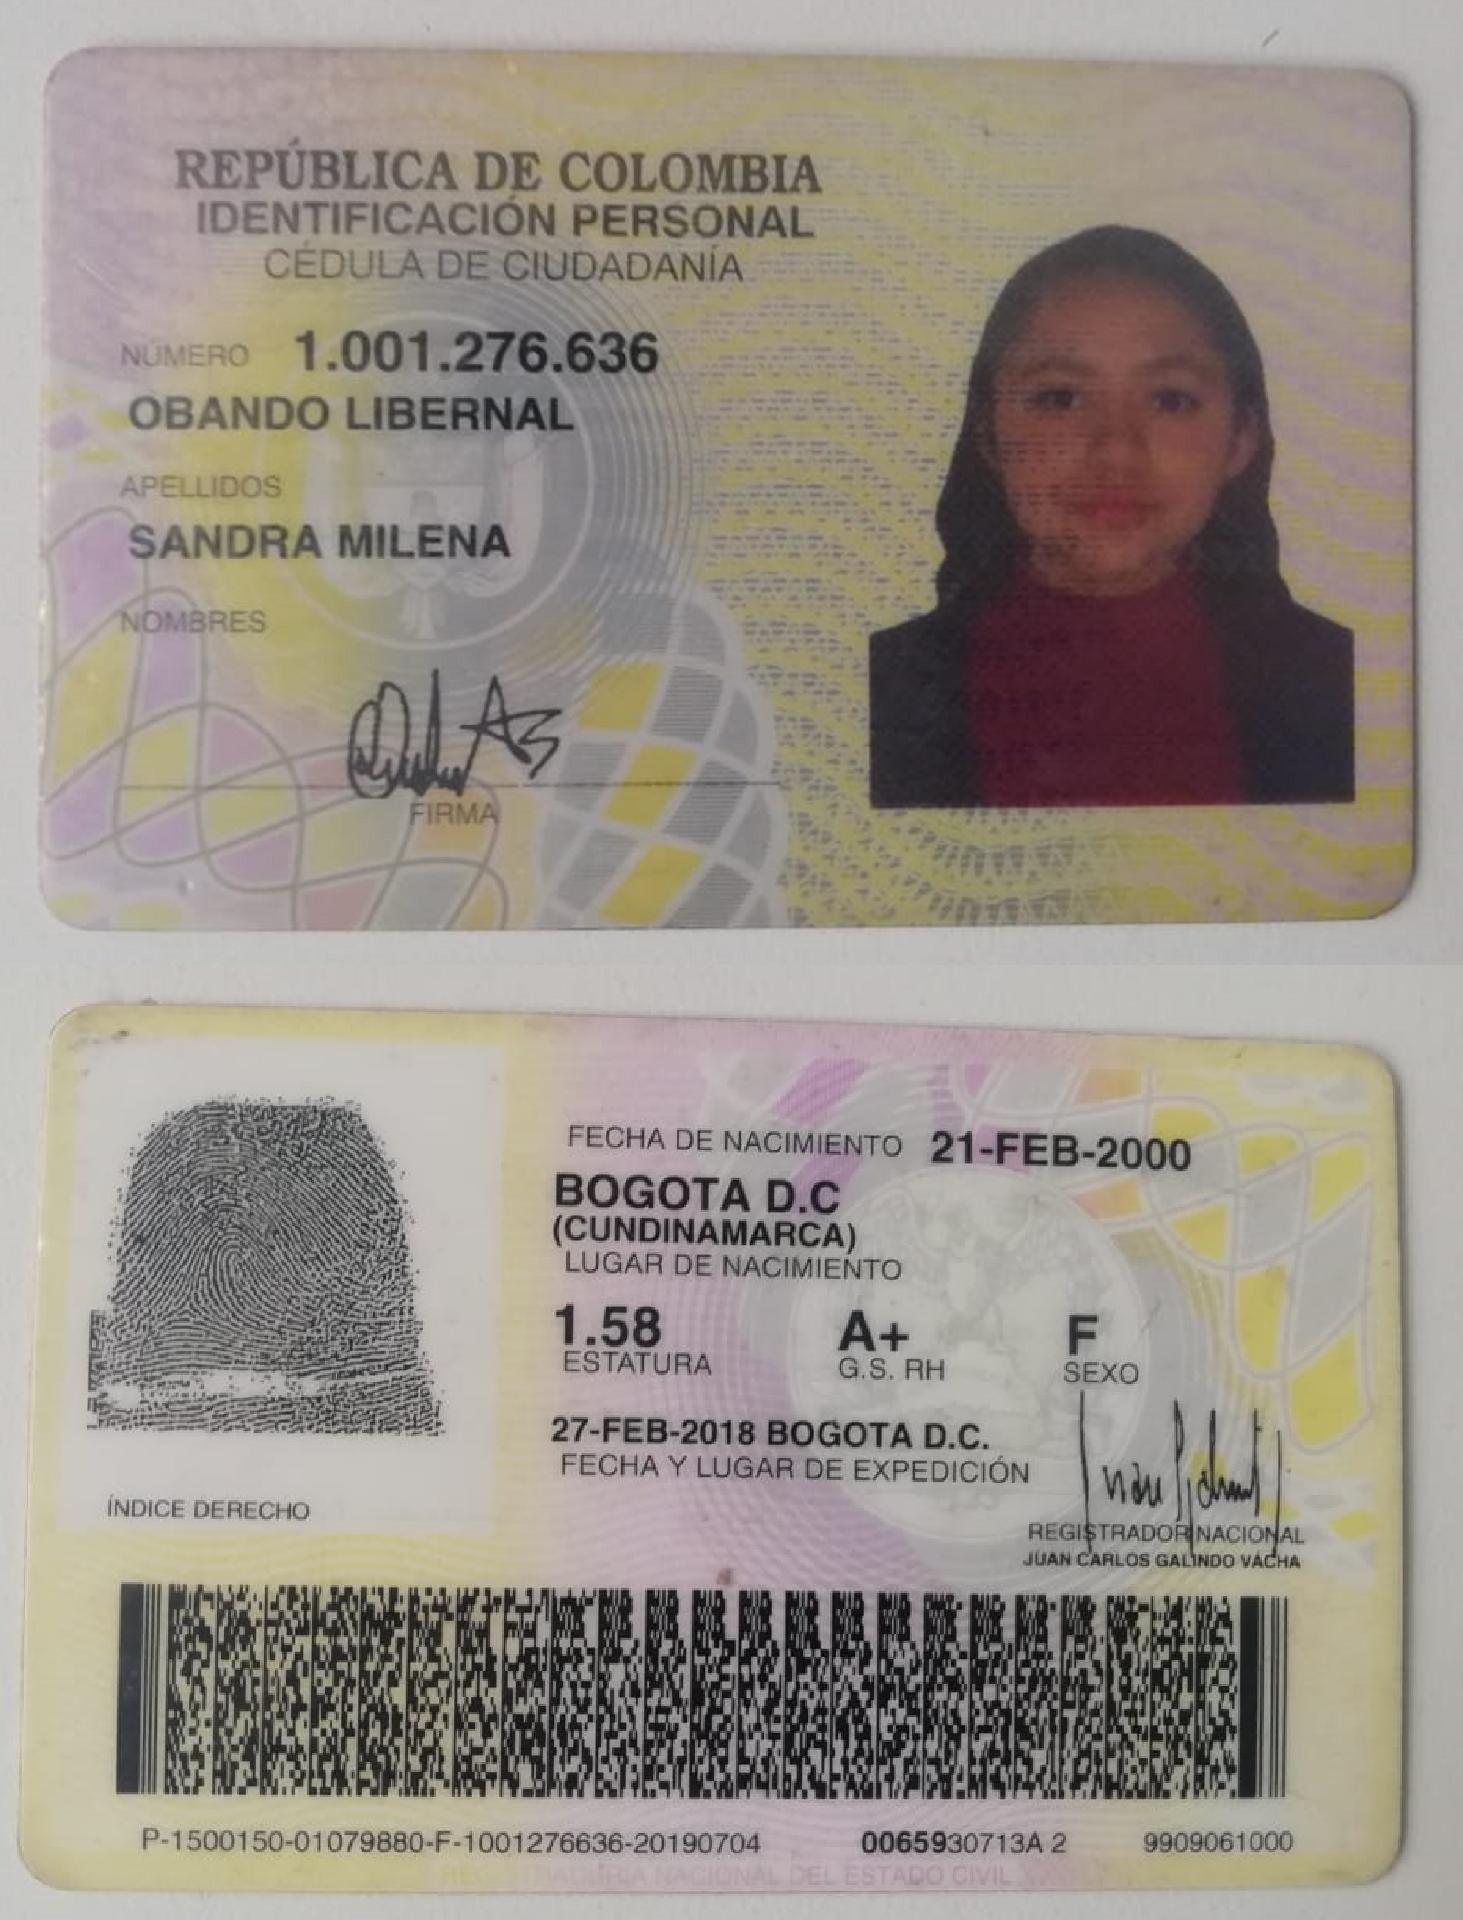 REPÚBLICA DE COLOMBIA
IDENTIFICACIÓN PERSONAL
CÉDULA DE CIUDADANÍA
NÚMERO 1.001.276.636
OBANDO LIBERNAL
APELLIDOS
SANDRA MILENA
NOMBRES
FIRMA
FECHA DE NACIMIENTO 21-FEB-2000
BOGOTA D.C
(CUNDINAMARCA)
LUGAR DE NACIMIENTO
1.58 A+ F
ESTATURA G.S. RH SEXO
27-FEB-2018 BOGOTA D.C.
FECHA Y LUGAR DE EXPEDICIÓN
ÍNDICE DERECHO
REGISTRADOR NACIONAL
JUAN CARLOS GALINDO VÁCHA
P-1500150-01079880-F-1001276636-20190704 0065930713A 2 9909061000
REGISTRADURIA NACIONAL DEL ESTADO CIVIL